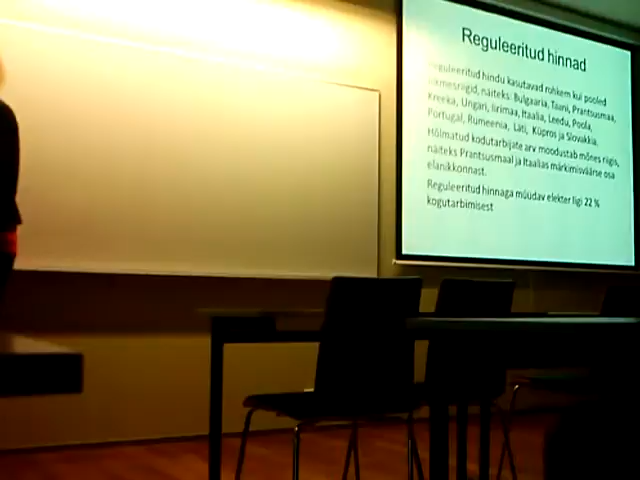 Reguleeritud hinnad
Reguleeritud hindu kasutavad rohkem kui pooled
liikmesriigid, näiteks: Bulgaaria, Taani, Prantsusmaa,
Kreeka, Ungari, Iirimaa, Itaalia, Leedu, Poola,
Portugal, Rumeenia, Läti, Küpros ja Slovakkia.
Hõlmatud kodutarbijate arv moodustab mõnes riigis,
näiteks Prantsusmaal ja Itaalias märkimisväärse osa
elanikkonnast.
Reguleeritud hinnaga müüdav elekter ligi 22 %
kogutarbimisest